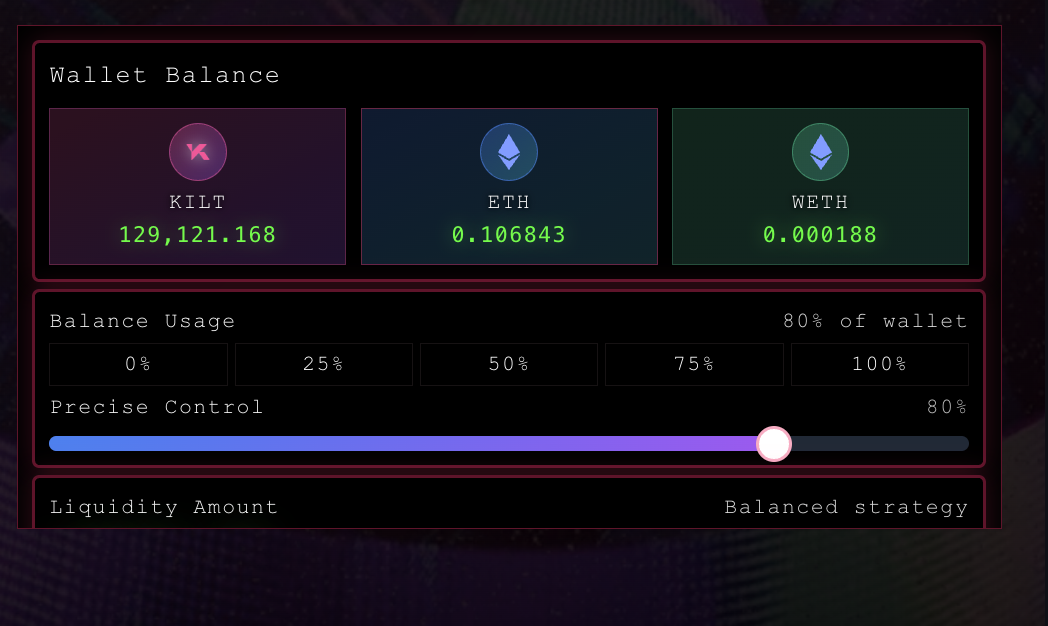 Wallet Balance
KILT
129,121.168
ETH
0.106843
WETH
0.000188
Balance Usage
80% of wallet
0%
25%
50%
75%
100%
Precise Control
80%
Liquidity Amount
Balanced strategy